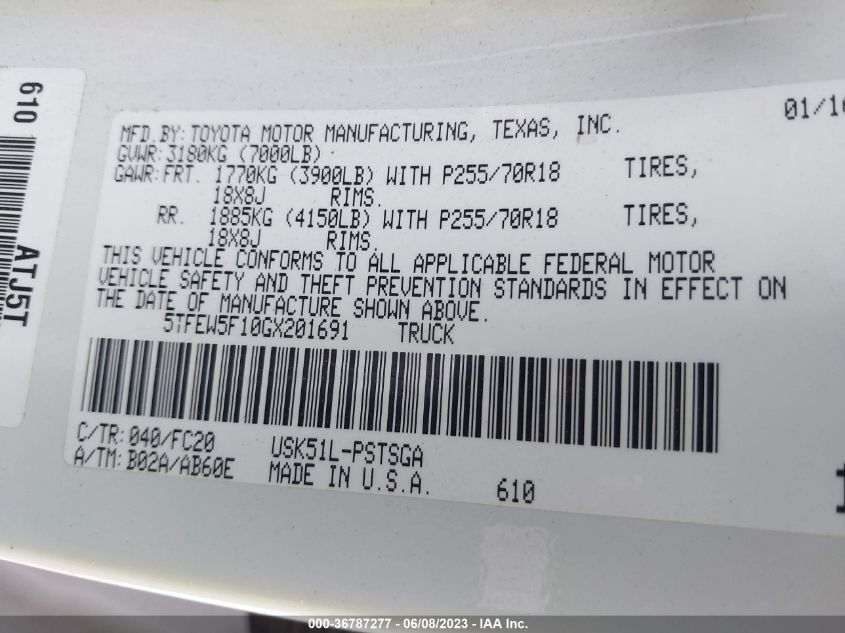 610
ATJ5T
01/16
MFD. BY: TOYOTA MOTOR MANUFACTURING, TEXAS, INC.
GVWR: 3180KG (7000LB)
GAWR: FRT. 1770KG (3900LB) WITH P255/70R18 TIRES,
18X8J RIMS.
RR. 1885KG (4150LB) WITH P255/70R18 TIRES,
18X8J RIMS.
THIS VEHICLE CONFORMS TO ALL APPLICABLE FEDERAL MOTOR
VEHICLE SAFETY AND THEFT PREVENTION STANDARDS IN EFFECT ON
THE DATE OF MANUFACTURE SHOWN ABOVE.
5TFEW5F10GX201691 TRUCK
C/TR: 040/FC20 USK51L-PSTSGA
A/TM: B02A/AB60E MADE IN U.S.A. 610
000-36787277 - 06/08/2023 - IAA Inc.